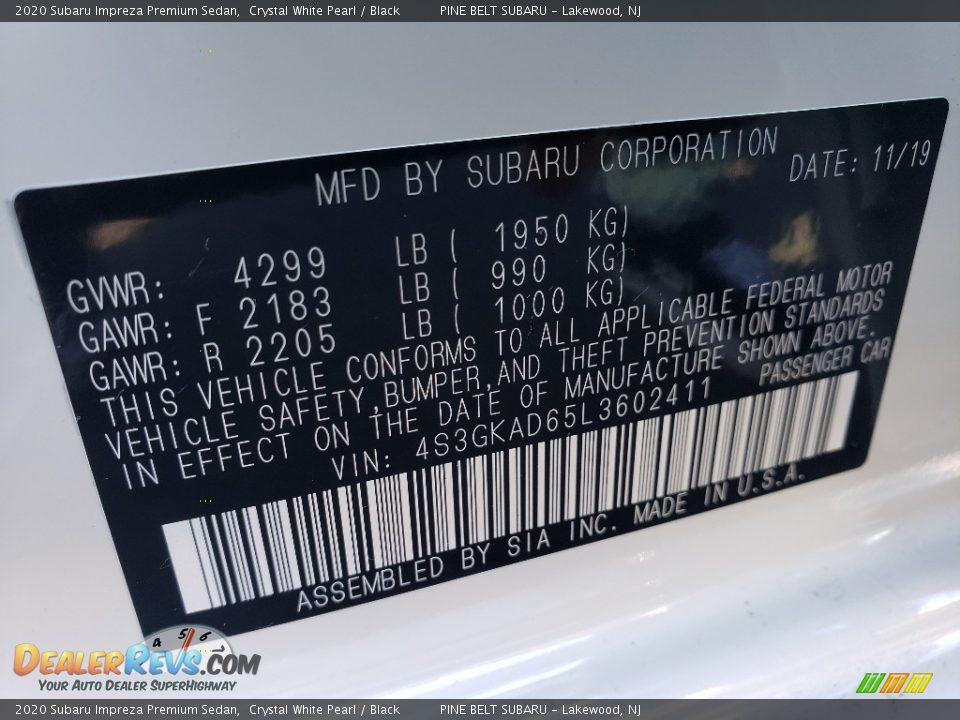 2020 Subaru Impreza Premium Sedan,  Crystal White Pearl / Black     PINE BELT SUBARU - Lakewood, NJ
MFD BY SUBARU CORPORATION DATE: 11/19
GVWR: 4299 LB ( 1950 KG)
GAWR: F 2183 LB ( 990 KG)
GAWR: R 2205 LB ( 1000 KG)
THIS VEHICLE CONFORMS TO ALL APPLICABLE FEDERAL MOTOR
VEHICLE SAFETY,BUMPER,AND THEFT PREVENTION STANDARDS
IN EFFECT ON THE DATE OF MANUFACTURE SHOWN ABOVE.
VIN: 4S3GKAD65L3602411 PASSENGER CAR
ASSEMBLED BY SIA INC. MADE IN U.S.A.
4 5 6 7
DEALERREVS.COM
YOUR AUTO DEALER SUPERHIGHWAY
2020 Subaru Impreza Premium Sedan,  Crystal White Pearl / Black     PINE BELT SUBARU - Lakewood, NJ